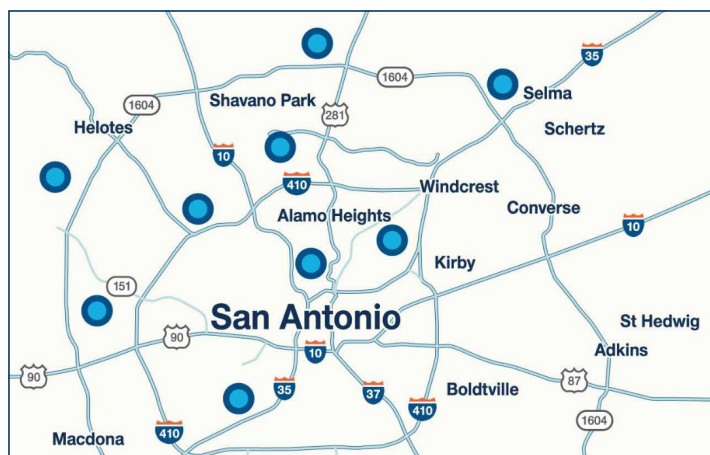 35
1604
1604
Selma
Shavano Park
281
Helotes
Schertz
10
410
Windcrest
Alamo Heights
Converse
10
Kirby
151
San Antonio
St Hedwig
90
10
Adkins
90
87
35
37
Boldtville
410
1604
410
Macdona